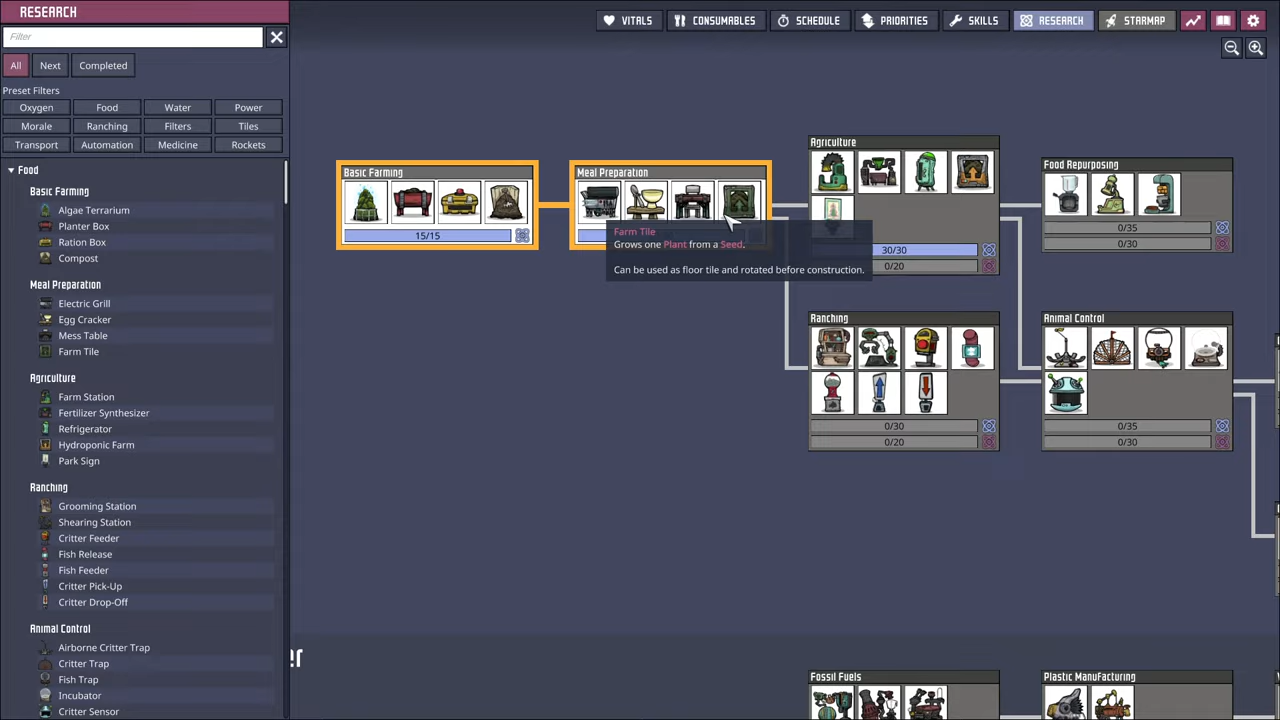 RESEARCH
VITALS
CONSUMABLES
SCHEDULE
PRIORITIES
SKILLS
RESEARCH
STARMAP
Filter
All
Next
Completed
Preset Filters
Oxygen
Food
Water
Power
Morale
Ranching
Filters
Tiles
Transport
Automation
Medicine
Rockets
Food
Basic Farming
Algae Terrarium
Planter Box
Ration Box
Compost
Meal Preparation
Electric Grill
Egg Cracker
Mess Table
Farm Tile
Agriculture
Farm Station
Fertilizer Synthesizer
Refrigerator
Hydroponic Farm
Park Sign
Ranching
Grooming Station
Shearing Station
Critter Feeder
Fish Release
Fish Feeder
Critter Pick-Up
Critter Drop-Off
Animal Control
Airborne Critter Trap
Critter Trap
Fish Trap
Incubator
Critter Sensor
Basic Farming
15/15
Meal Preparation
Farm Tile
Grows one Plant from a Seed.
Can be used as floor tile and rotated before construction.
Agriculture
30/30
0/20
Food Repurposing
0/35
0/30
Ranching
0/30
0/20
Animal Control
0/35
0/30
er
Fossil Fuels
Plastic Manufacturing